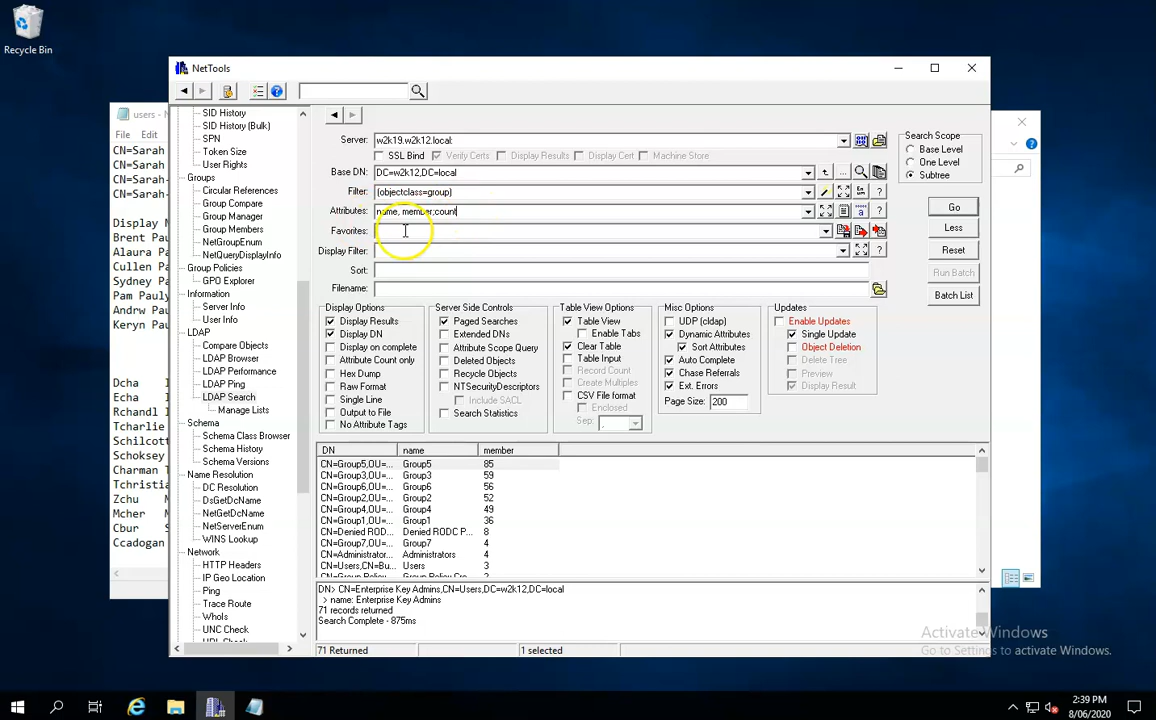 Recycle Bin
users - N
File Edit
CN=Sarah
CN=Sarah
CN=Sarah
CN=Sarah-
Display N
Brent Pau
Alauren P
Cullen Pa
Sydney Pa
Pam Pauly
Andrw Pau
Keryn Pau
Dcha I
Echa I
Rchandl I
Tcharlie
Schilcott
Schoksey
Charman T
Tchristia
Zchu M
Mcher M
Cbur S
Ccadogan
NetTools
SID History
SID History (Bulk)
SPN
Token Size
User Rights
Groups
Circular References
Group Compare
Group Manager
Group Members
NetGroupEnum
NetQueryDisplayInfo
Group Policies
GPO Explorer
Information
Server Info
User Info
LDAP
Compare Objects
LDAP Browser
LDAP Performance
LDAP Ping
LDAP Search
Manage Lists
Schema
Schema Class Browser
Schema History
Schema Versions
Name Resolution
DC Resolution
DsGetDcName
NetGetDcName
NetServerEnum
WINS Lookup
Network
HTTP Headers
IP Geo Location
Ping
Trace Route
WhoIs
UNC Check
URL Check
Server: w2k19.w2k12.local:
SSL Bind Verify Certs Display Results Display Cert Machine Store
Base DN: DC=w2k12,DC=local
Filter: (objectclass=group)
Attributes: name, member;count
Favorites:
Display Filter:
Sort:
Filename:
Search Scope
Base Level
One Level
Subtree
Go
Less
Reset
Run Batch
Batch List
Display Options
Display Results
Display DN
Display on complete
Attribute Count only
Hex Dump
Raw Format
Single Line
Output to File
No Attribute Tags
Server Side Controls
Paged Searches
Extended DNs
Attribute Scope Query
Deleted Objects
Recycle Objects
NTSecurityDescriptors
Include SACL
Search Statistics
Table View Options
Table View
Enable Tabs
Clear Table
Table Input
Record Count
Create Multiples
CSV File format
Enclosed
Sep: ,
Misc Options
UDP (cldap)
Dynamic Attributes
Sort Attributes
Auto Complete
Chase Referrals
Ext. Errors
Page Size: 200
Updates
Enable Updates
Single Update
Object Deletion
Delete Tree
Preview
Display Result
DN name member
CN=Group5,OU=... Group5 85
CN=Group3,OU=... Group3 59
CN=Group6,OU=... Group6 56
CN=Group2,OU=... Group2 52
CN=Group4,OU=... Group4 49
CN=Group1,OU=... Group1 36
CN=Denied RODC... Denied RODC P... 8
CN=Group7,OU=... Group7 4
CN=Administrator... Administrators 4
CN=Users,CN=Bu... Users 3
CN=Group Policy... Group Policy Cre... 2
DN> CN=Enterprise Key Admins,CN=Users,DC=w2k12,DC=local
> name: Enterprise Key Admins
71 records returned
Search Complete - 875ms
71 Returned
1 selected
Activate Windows
Go to Settings to activate Windows.
2:39 PM
8/06/2020